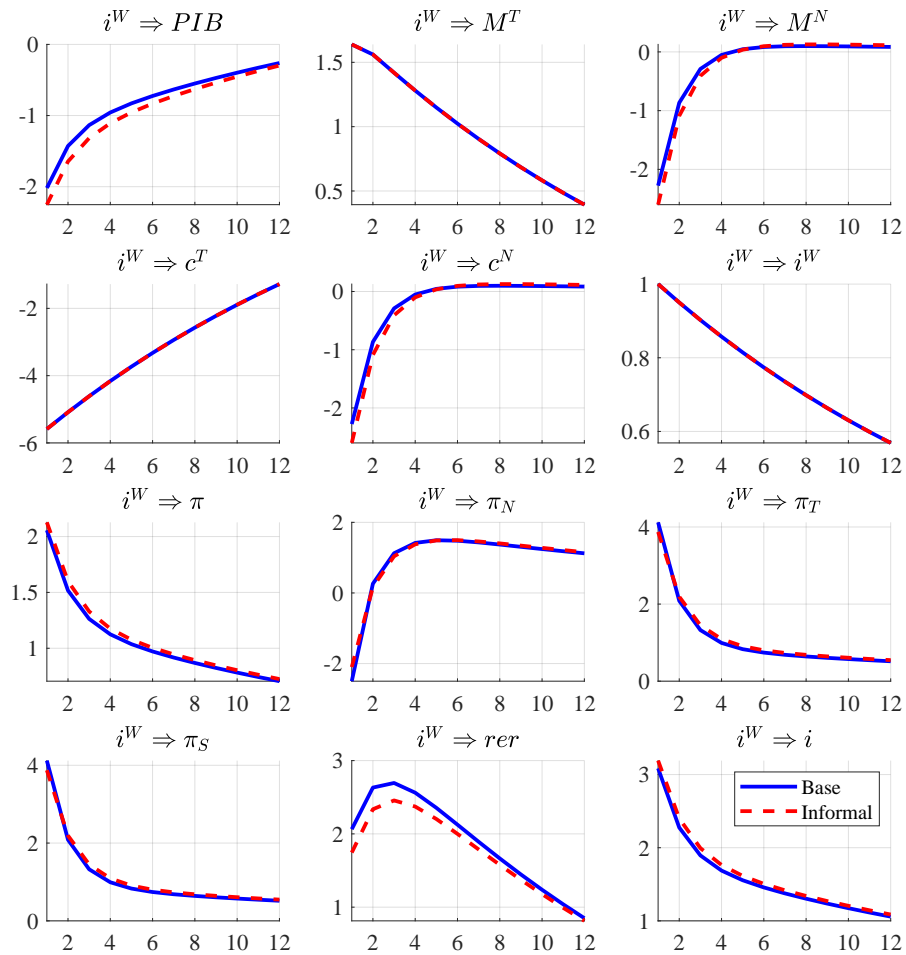 i^W ⇒ PIB
i^W ⇒ M^T
i^W ⇒ M^N
0
-1
-2
2 4 6 8 10 12
1.5
1
0.5
2 4 6 8 10 12
0
-1
-2
2 4 6 8 10 12
i^W ⇒ c^T
i^W ⇒ c^N
i^W ⇒ i^W
-2
-4
-6
2 4 6 8 10 12
0
-1
-2
2 4 6 8 10 12
1
0.8
0.6
2 4 6 8 10 12
i^W ⇒ π
i^W ⇒ π_N
i^W ⇒ π_T
2
1.5
1
2 4 6 8 10 12
2
0
-2
2 4 6 8 10 12
4
2
0
2 4 6 8 10 12
i^W ⇒ π_S
i^W ⇒ rer
i^W ⇒ i
4
2
0
2 4 6 8 10 12
3
2
1
2 4 6 8 10 12
3
2
1
2 4 6 8 10 12
Base
Informal